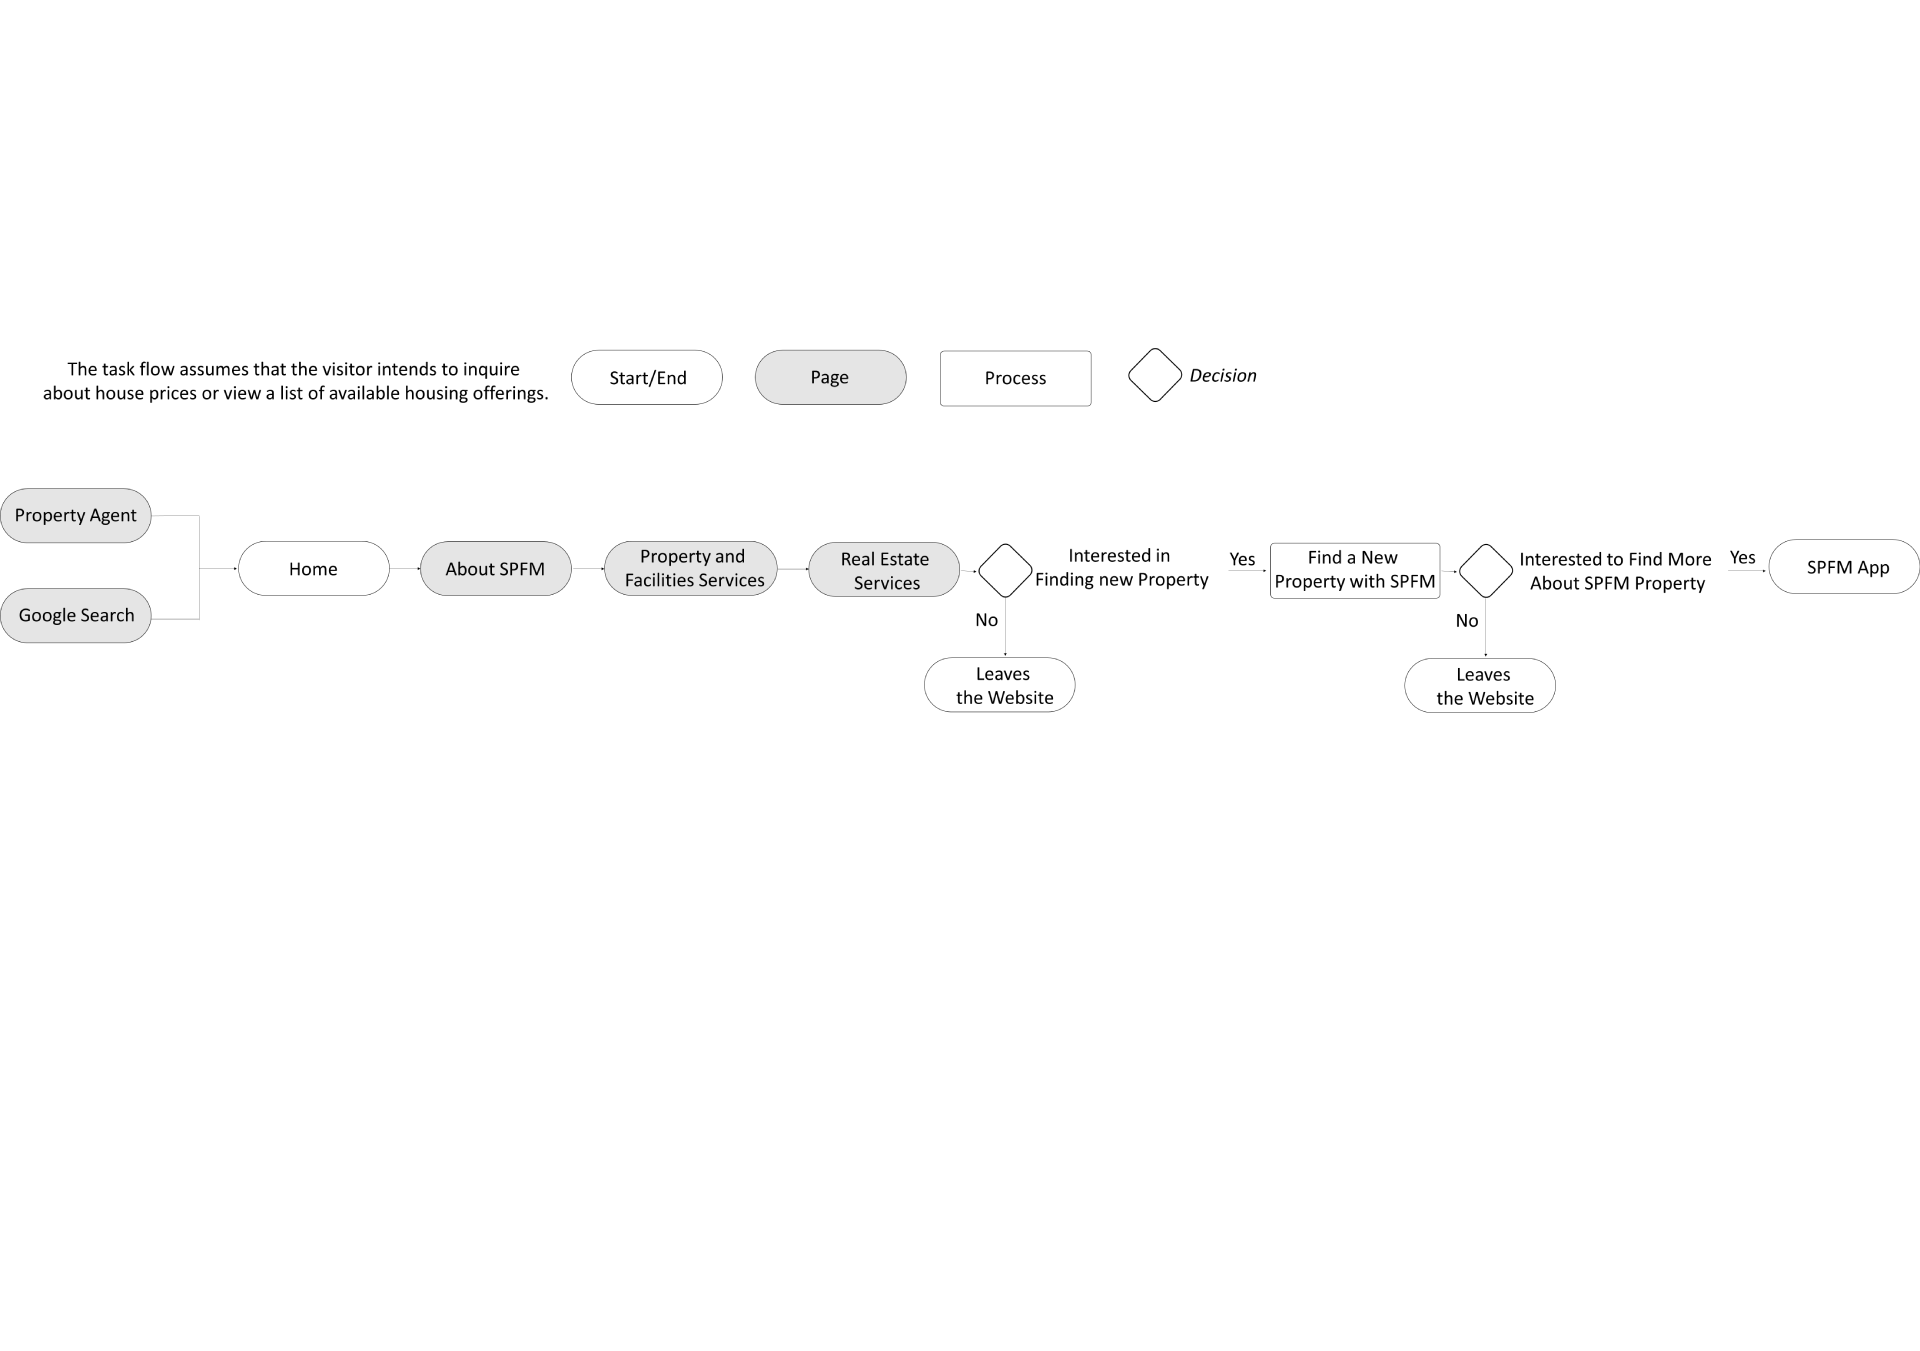 The task flow assumes that the visitor intends to inquire
about house prices or view a list of available housing offerings.
Start/End
Page
Process
Decision
Property Agent
Google Search
Home
About SPFM
Property and
Facilities Services
Real Estate
Services
Interested in
Finding new Property
No
Leaves
the Website
Yes
Find a New
Property with SPFM
Interested to Find More
About SPFM Property
No
Leaves
the Website
Yes
SPFM App